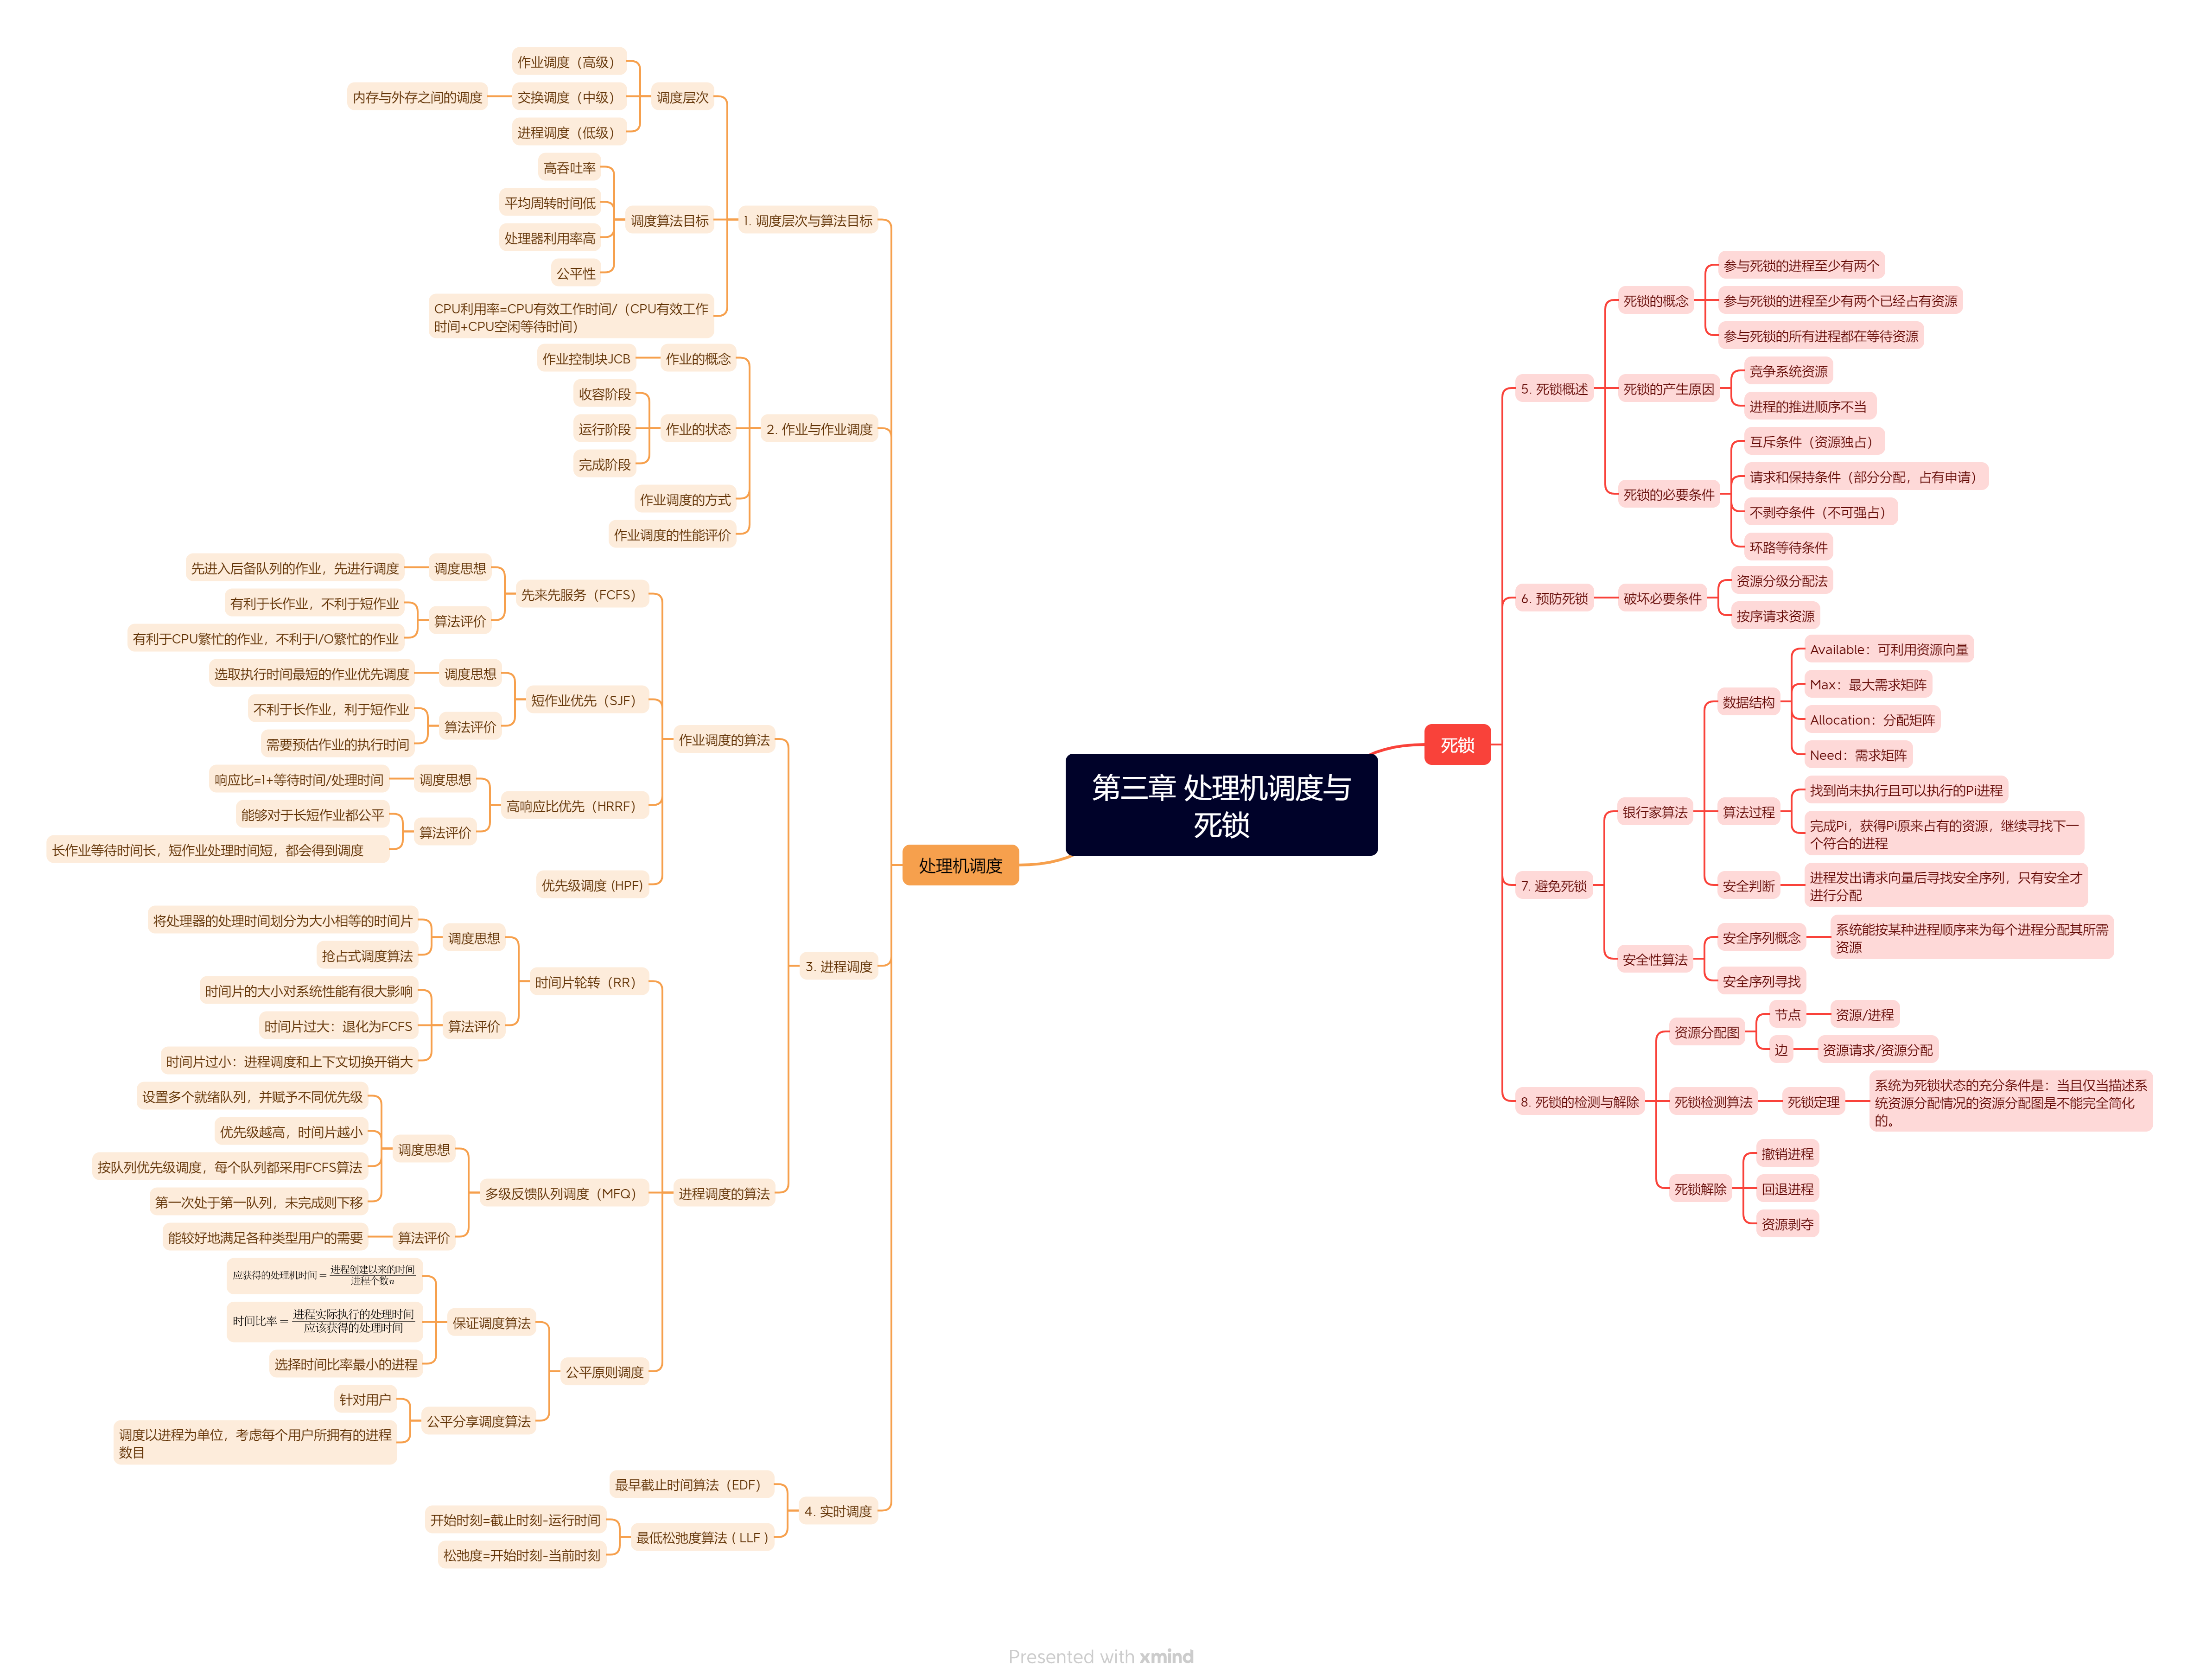 第三章 处理机调度与
死锁
处理机调度
1. 调度层次与算法目标
调度层次
作业调度（高级）
交换调度（中级）
内存与外存之间的调度
进程调度（低级）
调度算法目标
高吞吐率
平均周转时间低
处理器利用率高
公平性
CPU利用率=CPU有效工作时间/（CPU有效工作
时间+CPU空闲等待时间）
2. 作业与作业调度
作业的概念
作业控制块JCB
作业的状态
收容阶段
运行阶段
完成阶段
作业调度的方式
作业调度的性能评价
3. 进程调度
作业调度的算法
先来先服务（FCFS）
调度思想
先进入后备队列的作业，先进行调度
算法评价
有利于长作业，不利于短作业
有利于CPU繁忙的作业，不利于I/O繁忙的作业
短作业优先（SJF）
调度思想
选取执行时间最短的作业优先调度
算法评价
不利于长作业，利于短作业
需要预估作业的执行时间
高响应比优先（HRRF）
调度思想
响应比=1+等待时间/处理时间
算法评价
能够对于长短作业都公平
长作业等待时间长，短作业处理时间短，都会得到调度
优先级调度 (HPF)
进程调度的算法
时间片轮转（RR）
调度思想
将处理器的处理时间划分为大小相等的时间片
抢占式调度算法
算法评价
时间片的大小对系统性能有很大影响
时间片过大：退化为FCFS
时间片过小：进程调度和上下文切换开销大
多级反馈队列调度（MFQ）
调度思想
设置多个就绪队列，并赋予不同优先级
优先级越高，时间片越小
按队列优先级调度，每个队列都采用FCFS算法
第一次处于第一队列，未完成则下移
算法评价
能较好地满足各种类型用户的需要
公平原则调度
保证调度算法
应获得的处理机时间 = 进程创建以来的时间
进程个数n
时间比率 = 进程实际执行的处理时间
应该获得的处理时间
选择时间比率最小的进程
公平分享调度算法
针对用户
调度以进程为单位，考虑每个用户所拥有的进程
数目
4. 实时调度
最早截止时间算法（EDF）
最低松弛度算法 ( LLF )
开始时刻=截止时刻-运行时间
松弛度=开始时刻-当前时刻
死锁
5. 死锁概述
死锁的概念
参与死锁的进程至少有两个
参与死锁的进程至少有两个已经占有资源
参与死锁的所有进程都在等待资源
死锁的产生原因
竞争系统资源
进程的推进顺序不当
死锁的必要条件
互斥条件（资源独占）
请求和保持条件（部分分配，占有申请）
不剥夺条件（不可强占）
环路等待条件
6. 预防死锁
破坏必要条件
资源分级分配法
按序请求资源
7. 避免死锁
银行家算法
数据结构
Available：可利用资源向量
Max：最大需求矩阵
Allocation：分配矩阵
Need：需求矩阵
算法过程
找到尚未执行且可以执行的Pi进程
完成Pi，获得Pi原来占有的资源，继续寻找下一
个符合的进程
安全判断
进程发出请求向量后寻找安全序列，只有安全才
进行分配
安全性算法
安全序列概念
系统能按某种进程顺序来为每个进程分配其所需
资源
安全序列寻找
8. 死锁的检测与解除
资源分配图
节点
资源/进程
边
资源请求/资源分配
死锁检测算法
死锁定理
系统为死锁状态的充分条件是：当且仅当描述系
统资源分配情况的资源分配图是不能完全简化
的。
死锁解除
撤销进程
回退进程
资源剥夺
Presented with xmind